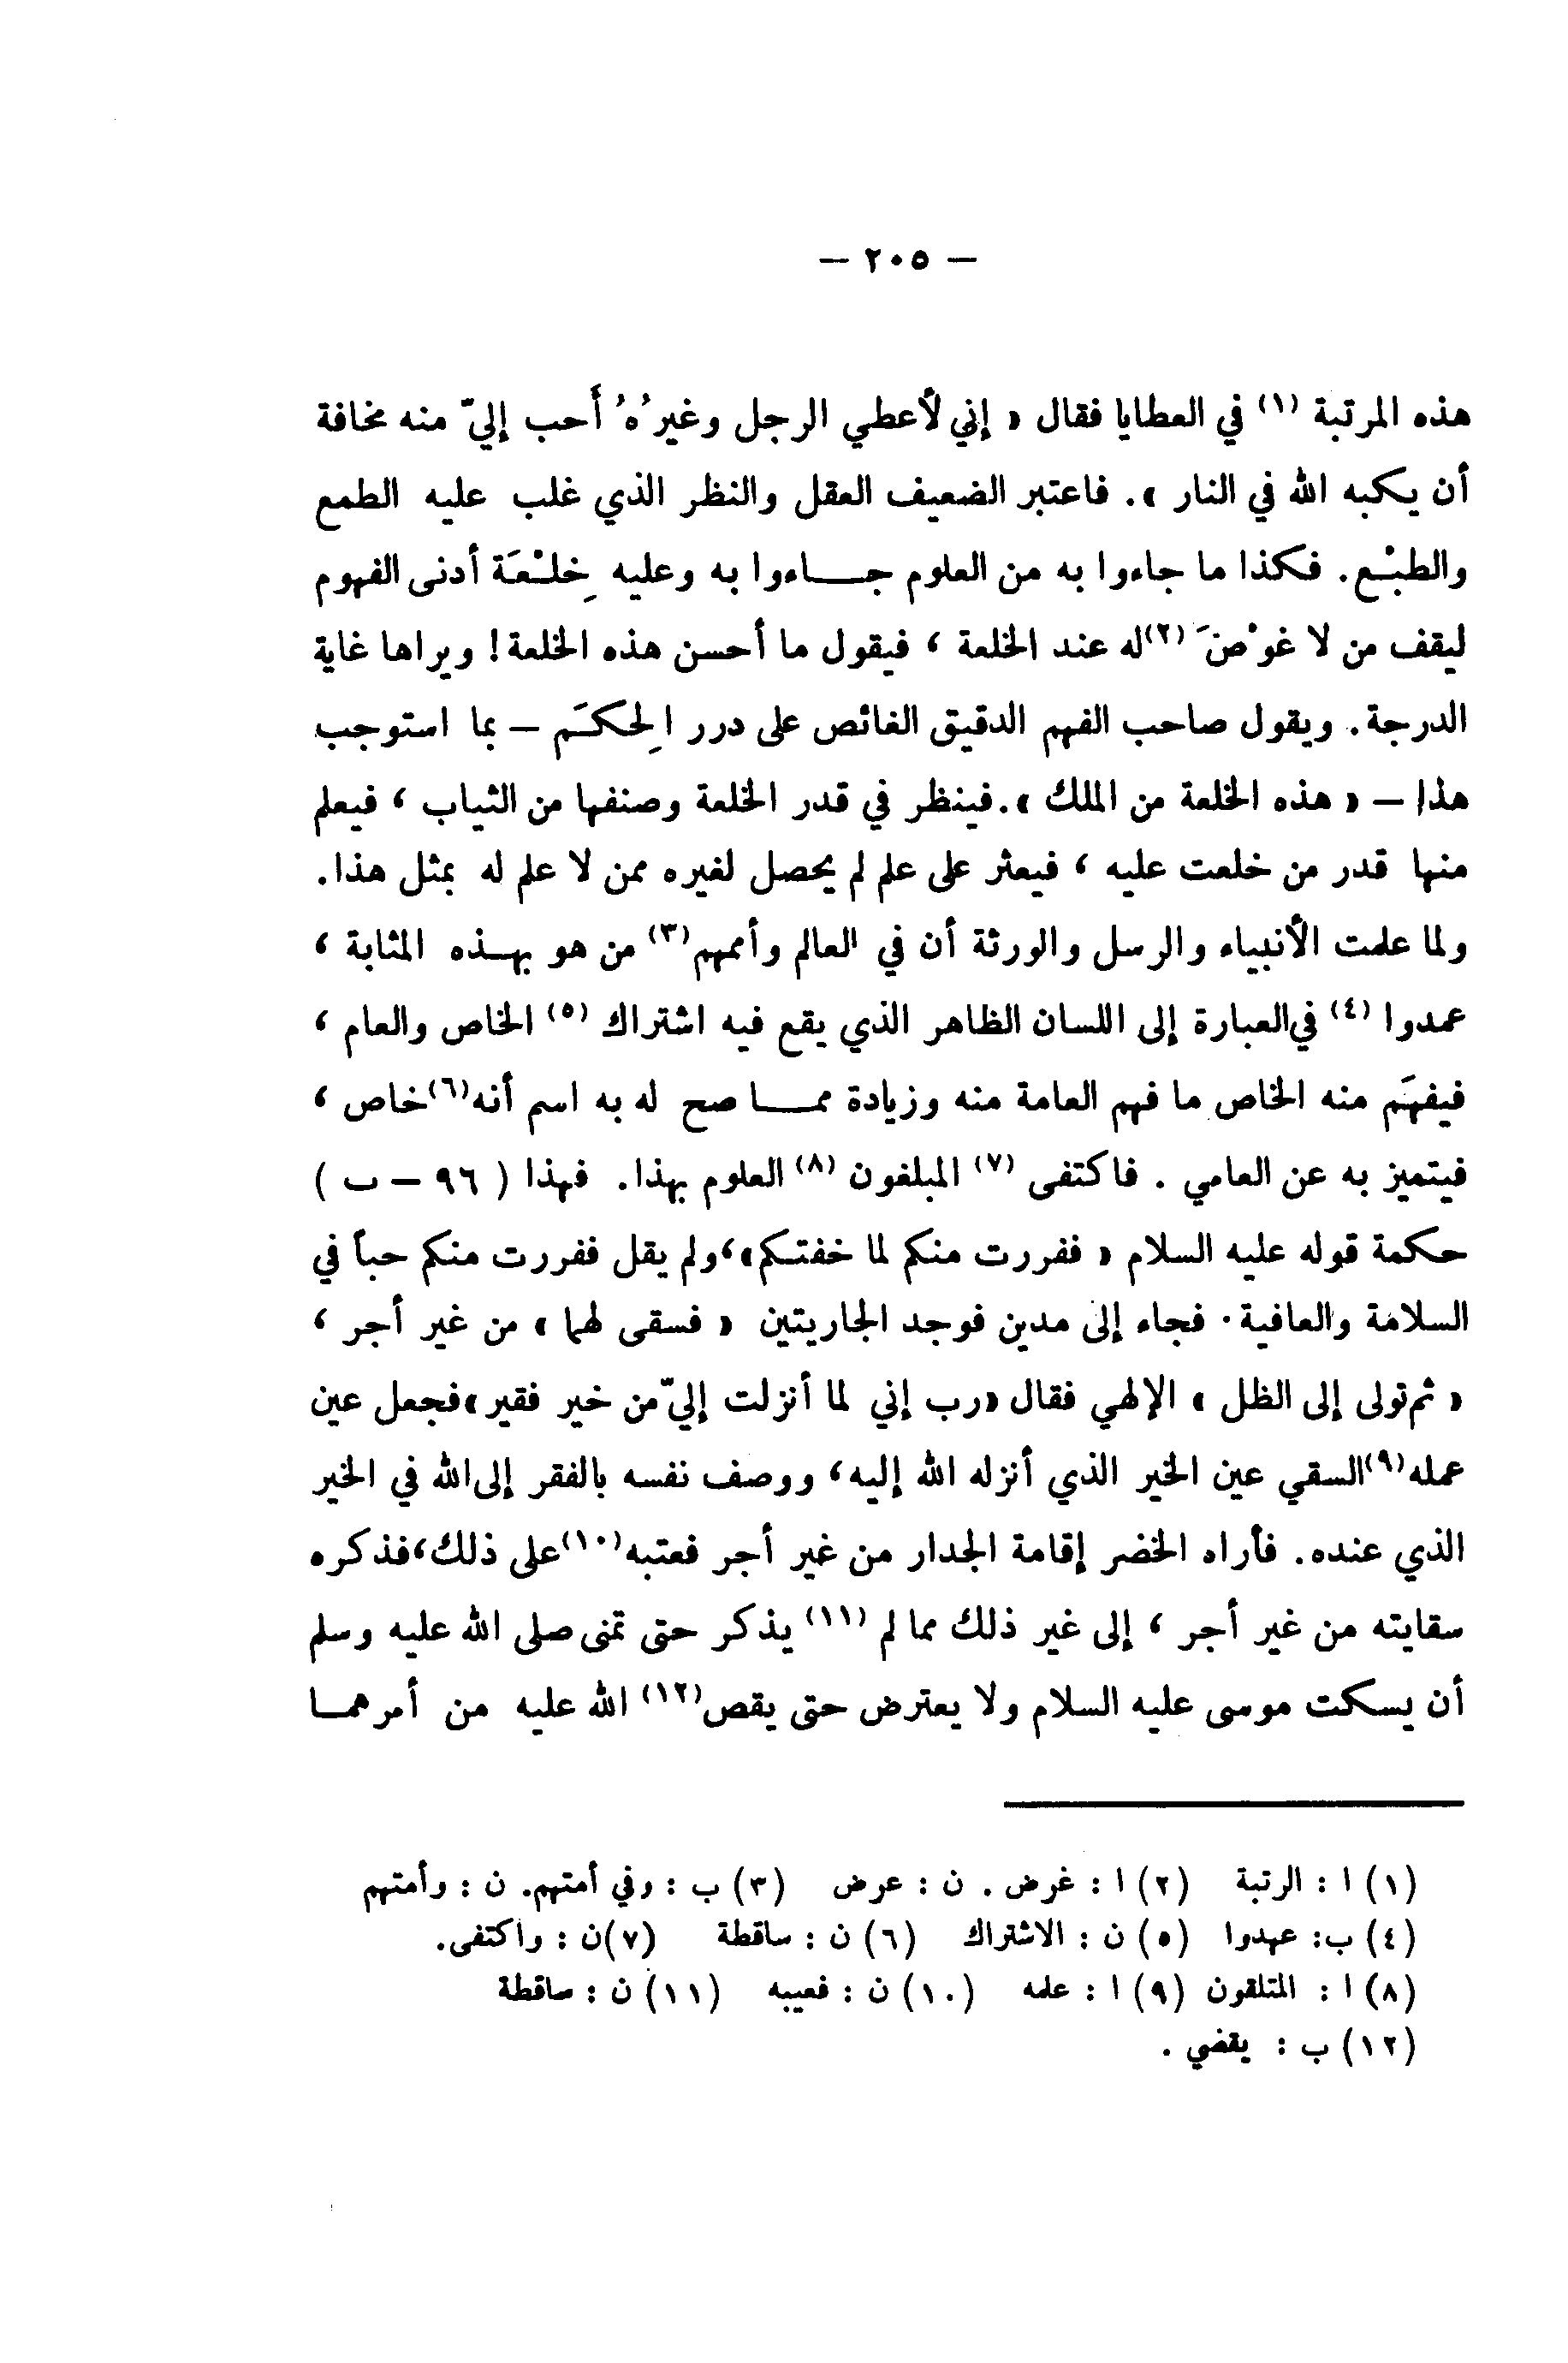 — ٢٠٥ —
هذه المرتبة (١) في العطايا فقال « إني لأعطي الرجل وغيرُهُ أَحب إليّ منه مخافة
أن يكبه الله في النار ». فاعتبر الضعيف العقل والنظر الذي غلب عليه الطمع
والطبْع. فكذا ما جاءوا به من العلوم جاءوا به وعليه خِلْعَة أدنى الفهوم
ليقف من لا غوْصَ (٢) له عند الخلعة ، فيقول ما أحسن هذه الخلعة! ويراها غاية
الدرجة. ويقول صاحب الفهم الدقيق الغائص على درر الحِكَم – بما استوجب
هذا – « هذه الخلعة من الملك ».فينظر في قدر الخلعة وصنفها من الثياب ، فيعلم
منها قدر من خلعت عليه ، فيعثر على علم لم يحصل لغيره ممن لا علم له بمثل هذا.
ولما علمت الأنبياء والرسل والورثة أن في العالم وأممهم (٣) من هو بهذه المثابة ،
عمدوا (٤) في العبارة إلى اللسان الظاهر الذي يقع فيه اشتراك (٥) الخاص والعام ،
فيفهَم منه الخاص ما فهم العامة منه وزيادة مما صح له به اسم أنه (٦) خاص ،
فيتميز به عن العامي . فاكتفى (٧) المبلغون (٨) العلوم بهذا. فهذا ( ٩٦ – ب )
حكمة قوله عليه السلام « ففررت منكم لما خفتكم»، ولم يقل ففررت منكم حباً في
السلامة والعافية. فجاء إلى مدين فوجد الجاريتين « فسقى لهما » من غير أجر ،
« ثم تولى إلى الظل » الإلهي فقال «رب إني لما أنزلت إليّ من خير فقير» فجعل عين
عمله (٩) السقي عين الخير الذي أنزله الله إليه، ووصف نفسه بالفقر إلى الله في الخير
الذي عنده. فأراه الخضر إقامة الجدار من غير أجر فعتبه (١٠) على ذلك، فذكره
سقايته من غير أجر ، إلى غير ذلك مما لم (١١) يذكر حتى تمنى صلى الله عليه وسلم
أن يسكت موسى عليه السلام ولا يعترض حتى يقص (١٢) الله عليه من أمرهما
(١) ا : الرتبة (٢) ا : غرض . ن : عرض (٣) ب : وفي أمتهم. ن : وأمتهم
(٤) ب: عهدوا (٥) ن : الاشتراك (٦) ن : ساقطة (٧) ن : واكتفى.
(٨) ا : المتلقون (٩) ا : علمه (١٠) ن : فعيبه (١١) ن : ساقطة
(١٢) ب : يقضي .